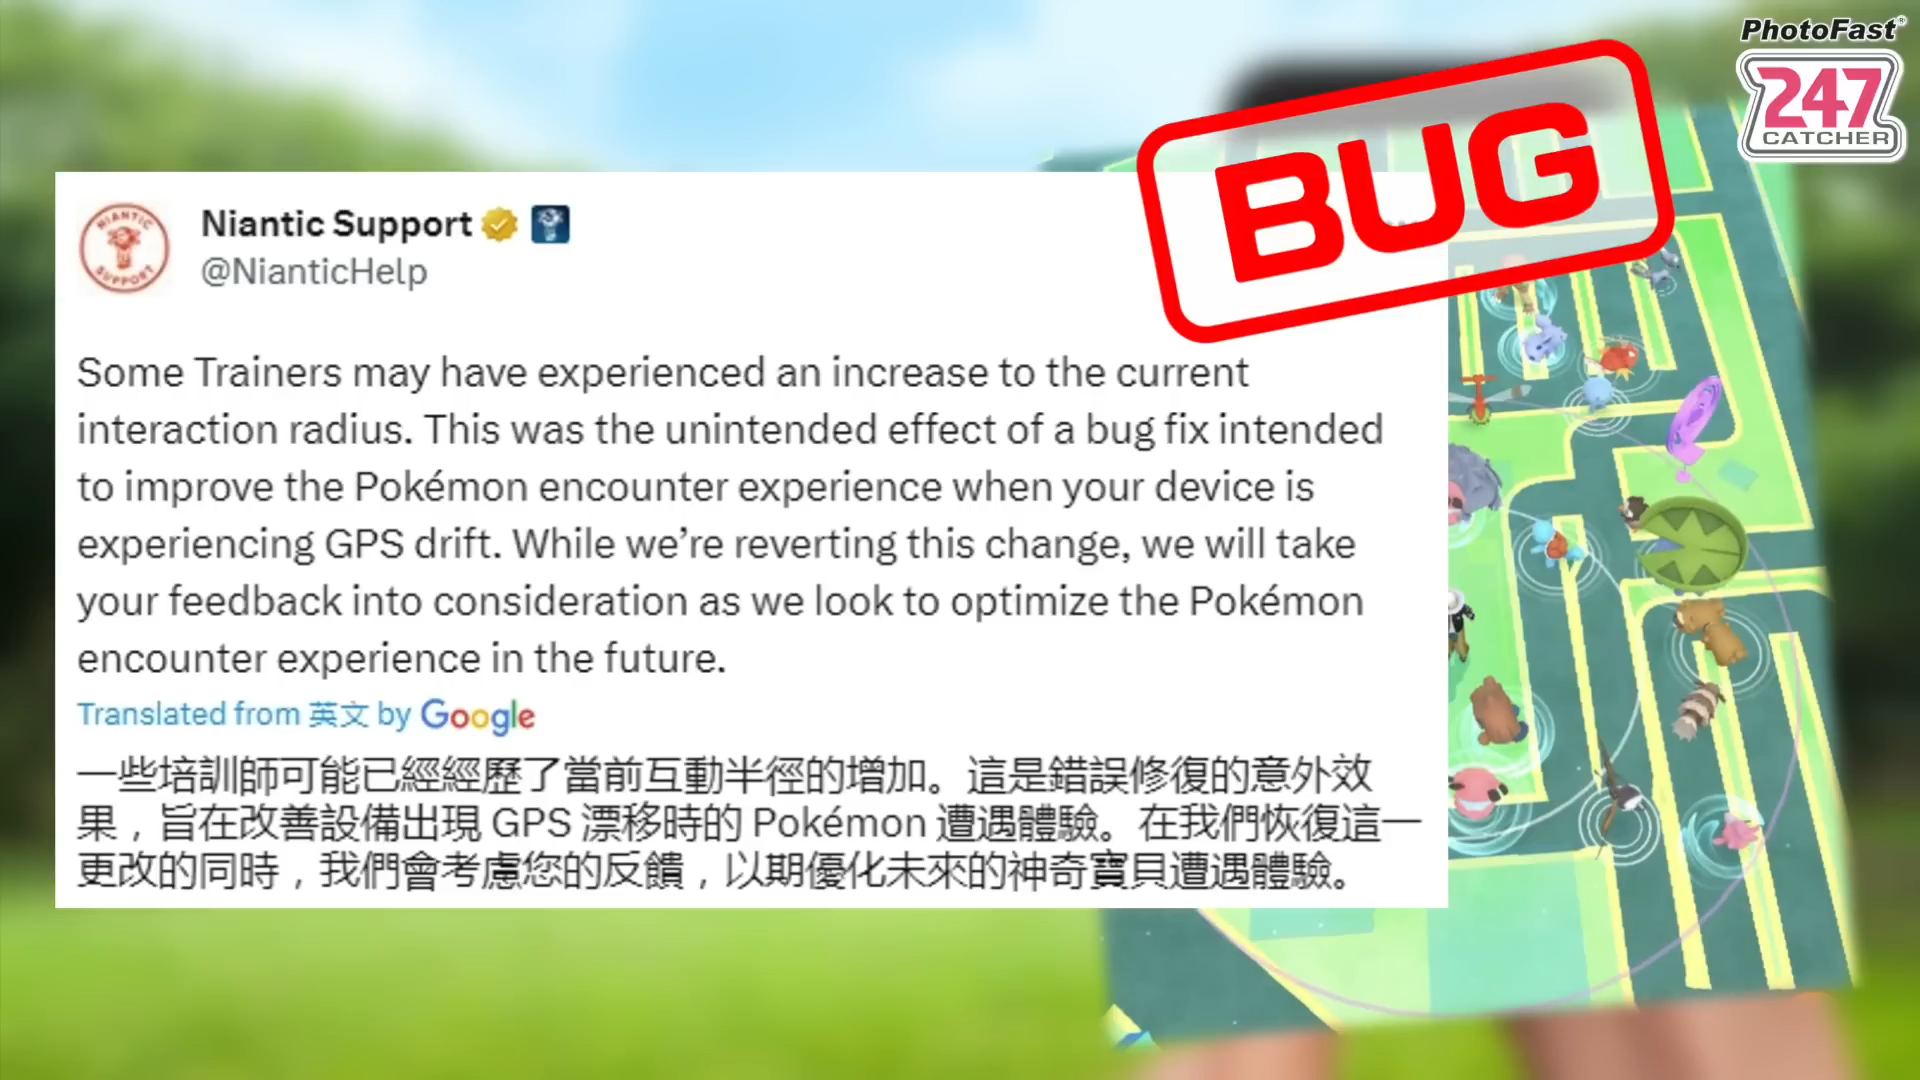 PhotoFast
247
CATCHER
BUG
NIANTIC
SUPPORT
Niantic Support
@NianticHelp
Some Trainers may have experienced an increase to the current
interaction radius. This was the unintended effect of a bug fix intended
to improve the Pokémon encounter experience when your device is
experiencing GPS drift. While we’re reverting this change, we will take
your feedback into consideration as we look to optimize the Pokémon
encounter experience in the future.
Translated from 英文 by Google
一些培訓師可能已經經歷了當前互動半徑的增加。這是錯誤修復的意外效
果，旨在改善設備出現 GPS 漂移時的 Pokémon 遭遇體驗。在我們恢復這一
更改的同時，我們會考慮您的反饋，以期優化未來的神奇寶貝遭遇體驗。